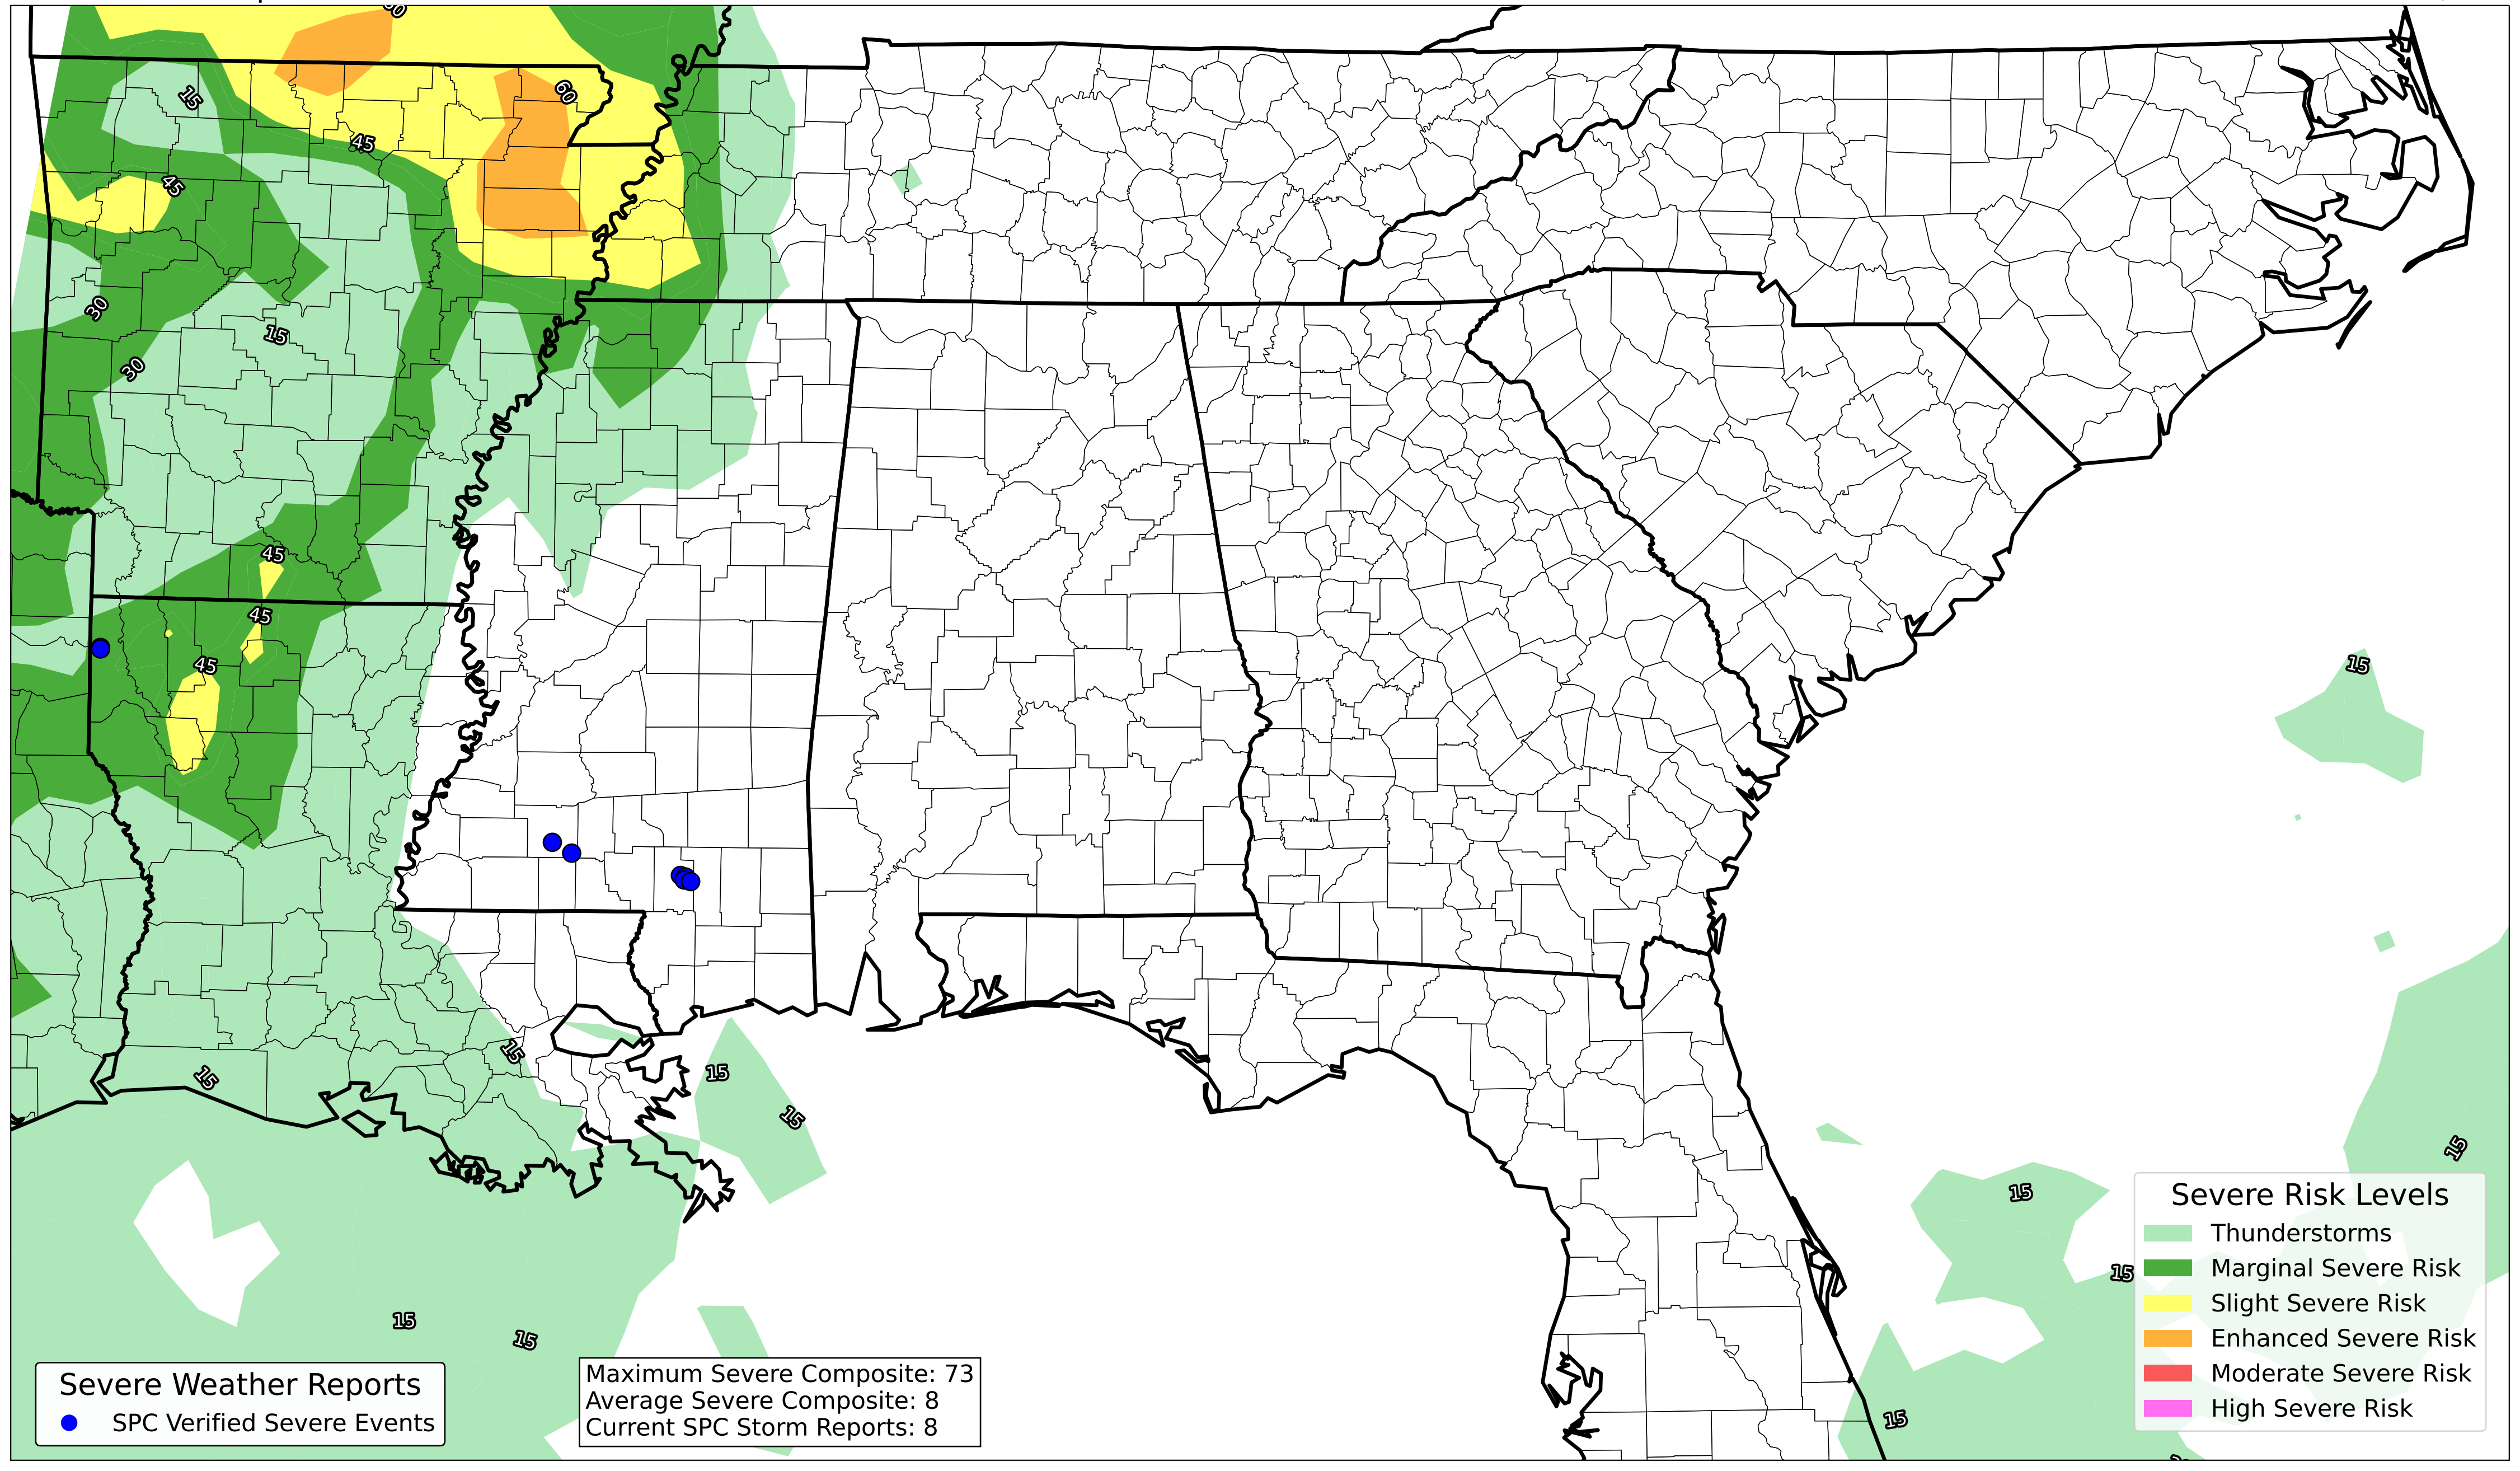 60
15
45
45
30
15
30
45
45
45
15
15
15
15
15
15
15
15
15
15
15
Severe Weather Reports
SPC Verified Severe Events
Maximum Severe Composite: 73
Average Severe Composite: 8
Current SPC Storm Reports: 8
Severe Risk Levels
Thunderstorms
Marginal Severe Risk
Slight Severe Risk
Enhanced Severe Risk
Moderate Severe Risk
High Severe Risk